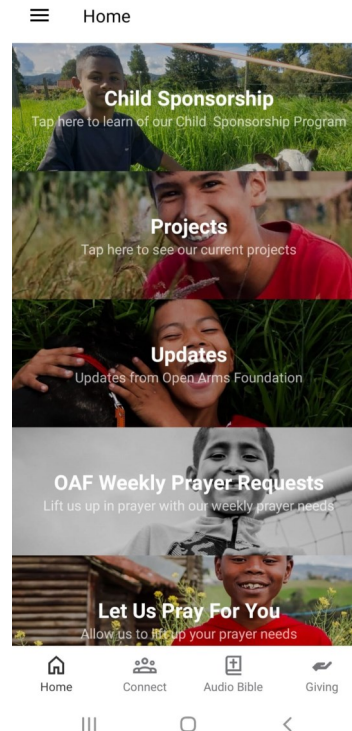 Home
Child Sponsorship
Tap here to learn of our Child Sponsorship Program
Projects
Tap here to see our current projects
Updates
Updates from Open Arms Foundation
OAF Weekly Prayer Requests
Lift us up in prayer with our weekly prayer needs
Let Us Pray For You
Allow us to lift up your prayer needs
Home
Connect
Audio Bible
Giving